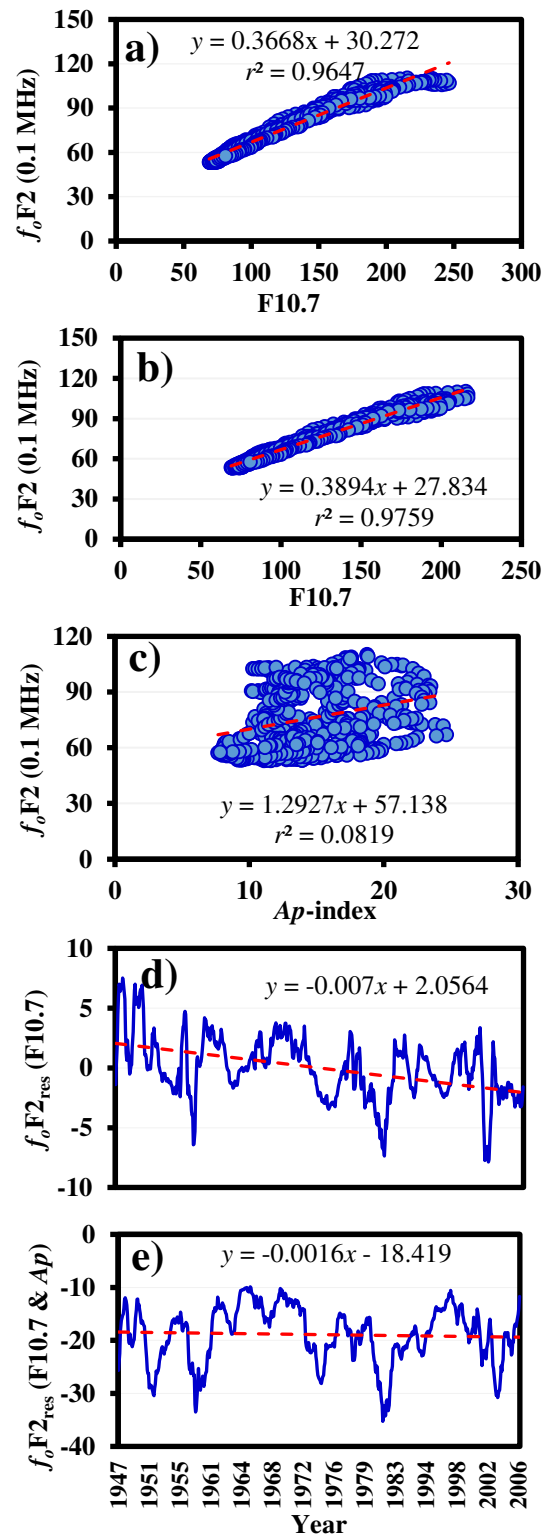 a)
y = 0.3668x + 30.272
r² = 0.9647
150
120
90
60
30
0
foF2 (0.1 MHz)
0 50 100 150 200 250 300
F10.7
b)
150
120
90
60
30
0
foF2 (0.1 MHz)
y = 0.3894x + 27.834
r² = 0.9759
0 50 100 150 200 250
F10.7
c)
120
90
60
30
0
foF2 (0.1 MHz)
y = 1.2927x + 57.138
r² = 0.0819
0 10 20 30
Ap-index
d)
y = -0.007x + 2.0564
10
5
0
-5
-10
foF2res (F10.7)
e)
y = -0.0016x - 18.419
0
-10
-20
-30
-40
foF2res (F10.7 & Ap)
1947 1951 1955 1961 1964 1968 1972 1976 1979 1983 1994 1998 2002 2006
Year